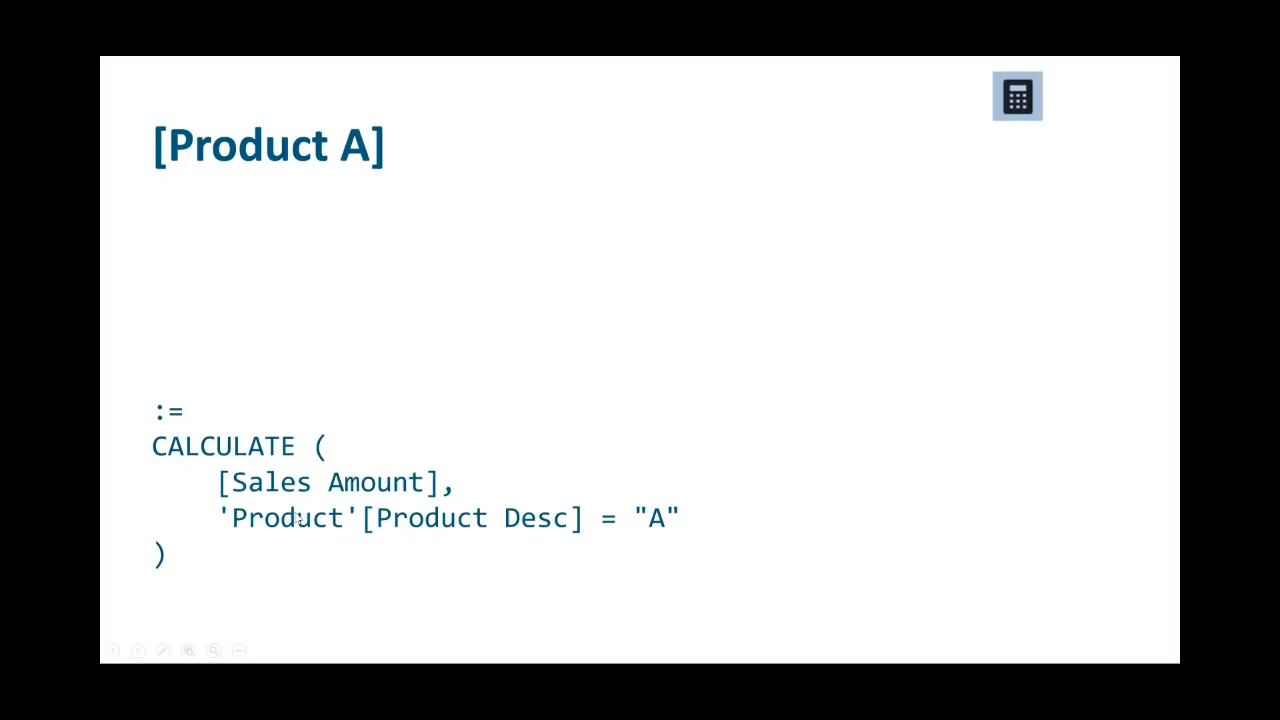 [Product A]
:=
CALCULATE (
[Sales Amount],
'Product'[Product Desc] = "A"
)